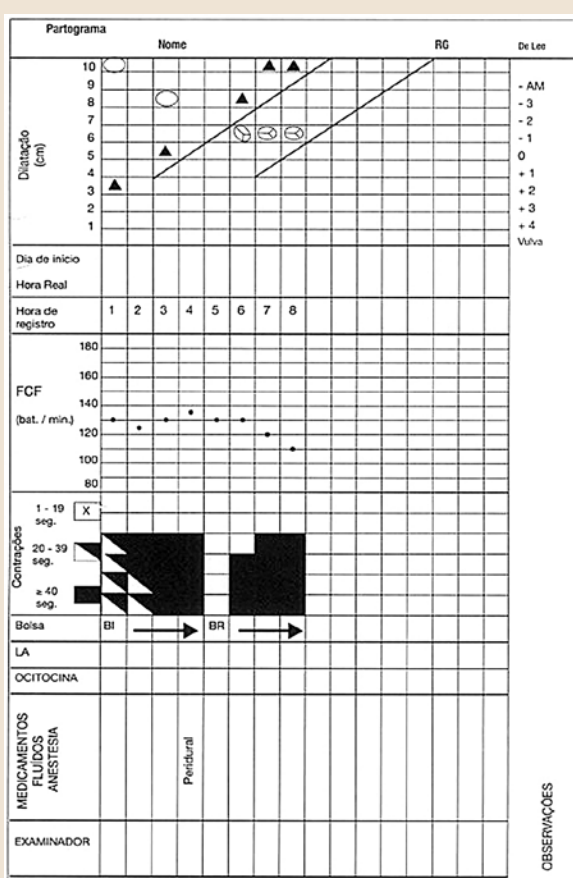 Partograma
Nome RG De Lee
10
9
8
7
6
5
4
3
2
1
Dilatação
(cm)
- AM
- 3
- 2
- 1
0
+ 1
+ 2
+ 3
+ 4
Vulva
Dia de início
Hora Real
Hora de
registro
1 2 3 4 5 6 7 8
FCF
(bat. / min.)
180
160
140
120
100
80
Contrações
1 - 19
seg.
X
20 - 39
seg.
≥ 40
seg.
Bolsa BI BR
LA
OCITOCINA
MEDICAMENTOS
FLUÍDOS
ANESTESIA
Peridural
EXAMINADOR
OBSERVAÇÕES